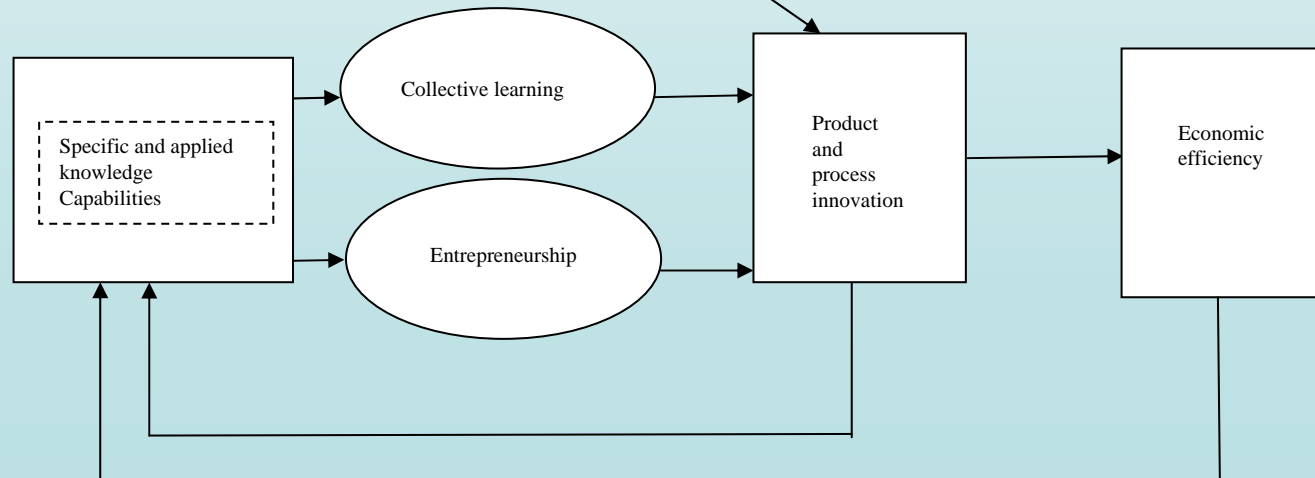 Specific and applied
knowledge
Capabilities
Collective learning
Entrepreneurship
Product
and
process
innovation
Economic
efficiency